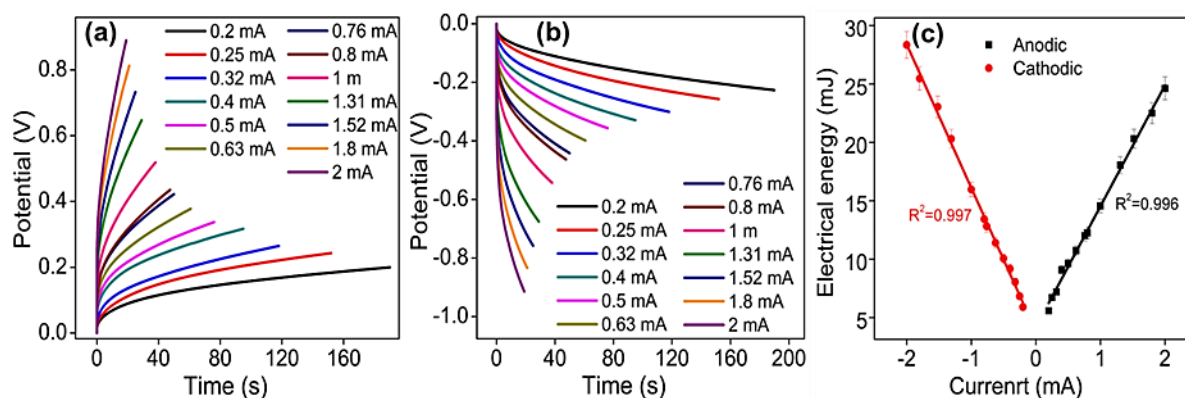 (a)
0.2 mA
0.25 mA
0.32 mA
0.4 mA
0.5 mA
0.63 mA
0.76 mA
0.8 mA
1 m
1.31 mA
1.52 mA
1.8 mA
2 mA
Potential (V)
0.8
0.6
0.4
0.2
0.0
0 40 80 120 160
Time (s)
(b)
0.2 mA
0.25 mA
0.32 mA
0.4 mA
0.5 mA
0.63 mA
0.76 mA
0.8 mA
1 m
1.31 mA
1.52 mA
1.8 mA
2 mA
Potential (V)
-0.0
-0.2
-0.4
-0.6
-0.8
-1.0
0 40 80 120 160 200
Time (s)
(c)
Anodic
Cathodic
R²=0.997
R²=0.996
Electrical energy (mJ)
30
25
20
15
10
5
-2 -1 0 1 2
Currenrt (mA)